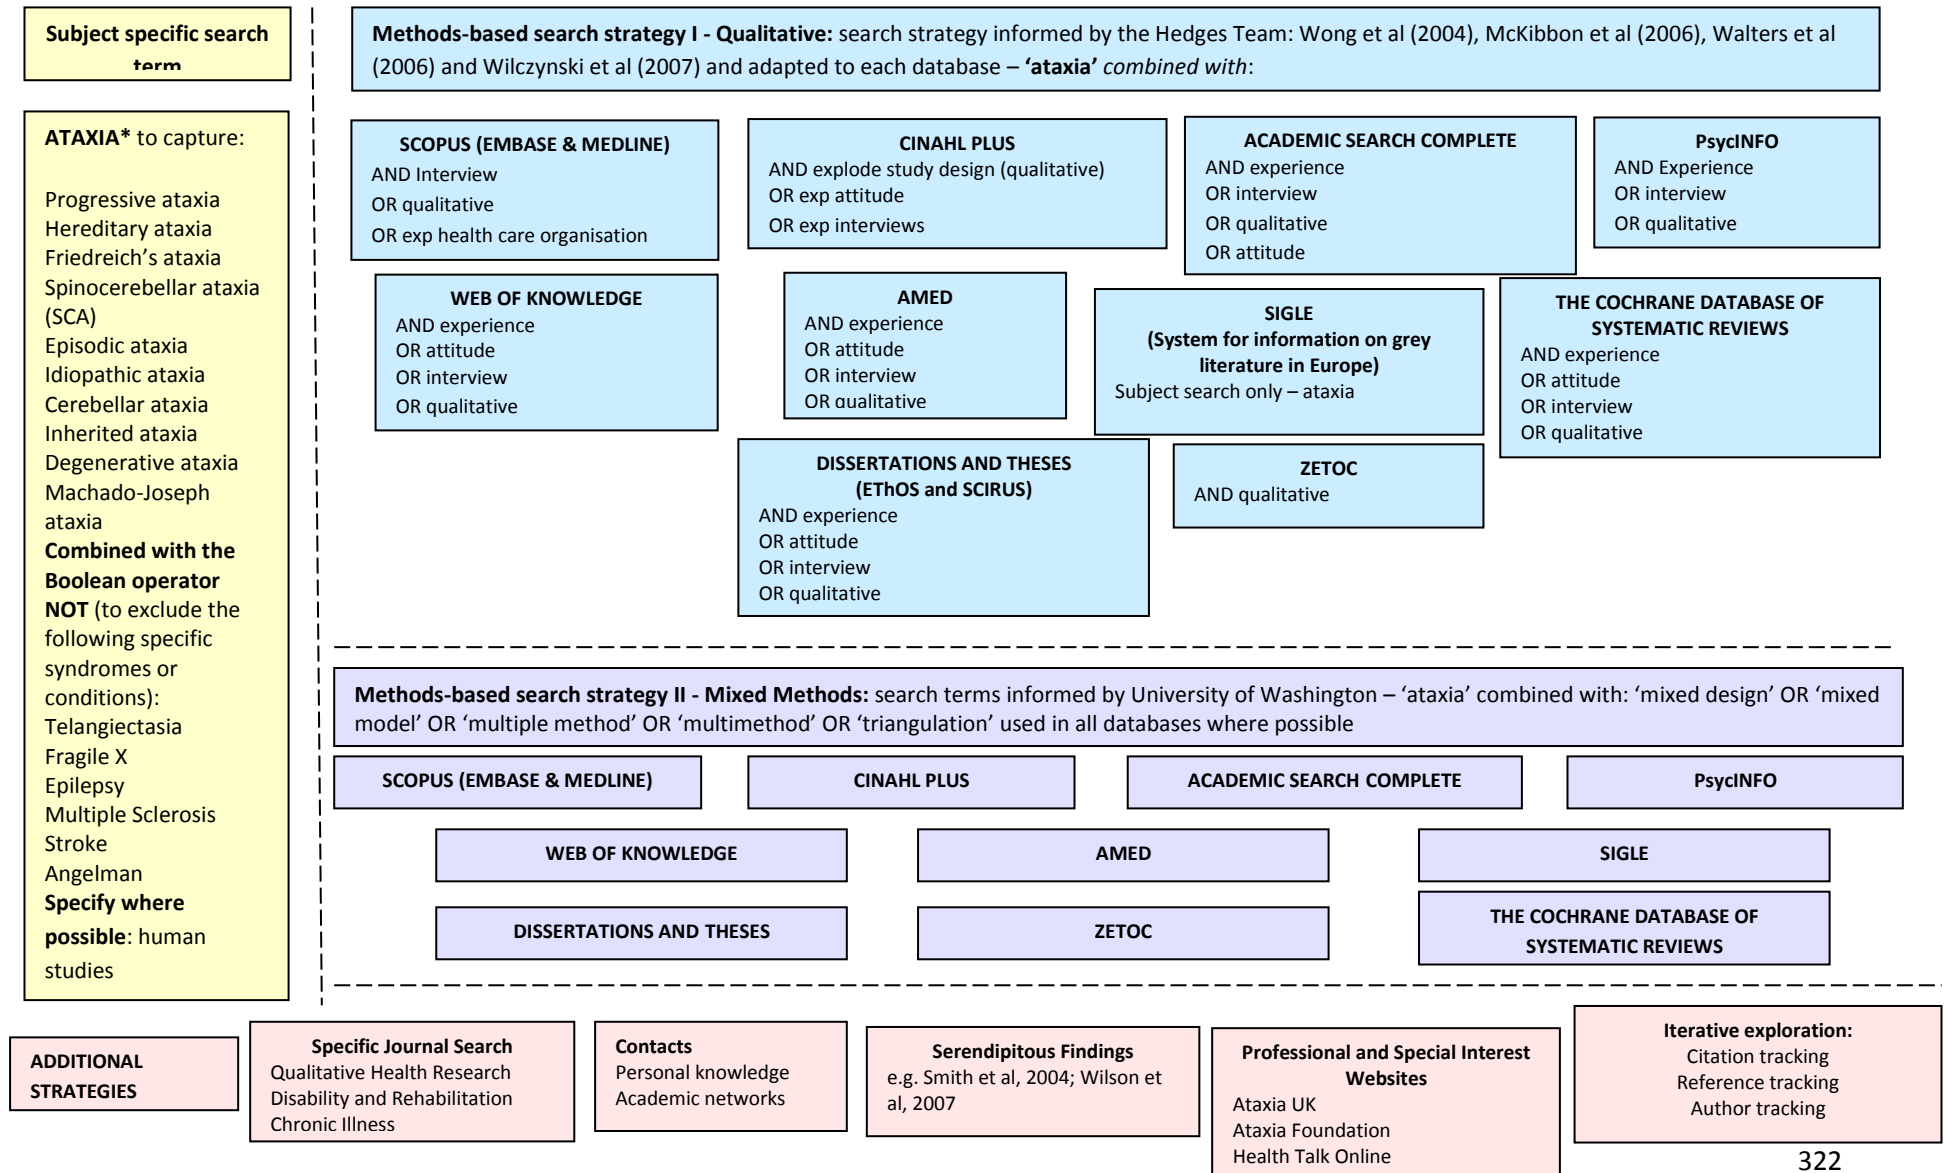 Subject specific search
term
ATAXIA* to capture:
Progressive ataxia
Hereditary ataxia
Friedreich’s ataxia
Spinocerebellar ataxia
(SCA)
Episodic ataxia
Idiopathic ataxia
Cerebellar ataxia
Inherited ataxia
Degenerative ataxia
Machado-Joseph
ataxia
Combined with the
Boolean operator
NOT (to exclude the
following specific
syndromes or
conditions):
Telangiectasia
Fragile X
Epilepsy
Multiple Sclerosis
Stroke
Angelman
Specify where
possible: human
studies
Methods-based search strategy I - Qualitative: search strategy informed by the Hedges Team: Wong et al (2004), McKibbon et al (2006), Walters et al
(2006) and Wilczynski et al (2007) and adapted to each database – ‘ataxia’ combined with:
SCOPUS (EMBASE & MEDLINE)
AND Interview
OR qualitative
OR exp health care organisation
CINAHL PLUS
AND explode study design (qualitative)
OR exp attitude
OR exp interviews
ACADEMIC SEARCH COMPLETE
AND experience
OR interview
OR qualitative
OR attitude
PsycINFO
AND Experience
OR interview
OR qualitative
WEB OF KNOWLEDGE
AND experience
OR attitude
OR interview
OR qualitative
AMED
AND experience
OR attitude
OR interview
OR qualitative
SIGLE
(System for information on grey
literature in Europe)
Subject search only – ataxia
THE COCHRANE DATABASE OF
SYSTEMATIC REVIEWS
AND experience
OR attitude
OR interview
OR qualitative
DISSERTATIONS AND THESES
(EThOS and SCIRUS)
AND experience
OR attitude
OR interview
OR qualitative
ZETOC
AND qualitative
Methods-based search strategy II - Mixed Methods: search terms informed by University of Washington – ‘ataxia’ combined with: ‘mixed design’ OR ‘mixed
model’ OR ‘multiple method’ OR ‘multimethod’ OR ‘triangulation’ used in all databases where possible
SCOPUS (EMBASE & MEDLINE)
CINAHL PLUS
ACADEMIC SEARCH COMPLETE
PsycINFO
WEB OF KNOWLEDGE
AMED
SIGLE
DISSERTATIONS AND THESES
ZETOC
THE COCHRANE DATABASE OF
SYSTEMATIC REVIEWS
ADDITIONAL
STRATEGIES
Specific Journal Search
Qualitative Health Research
Disability and Rehabilitation
Chronic Illness
Contacts
Personal knowledge
Academic networks
Serendipitous Findings
e.g. Smith et al, 2004; Wilson et
al, 2007
Professional and Special Interest
Websites
Ataxia UK
Ataxia Foundation
Health Talk Online
Iterative exploration:
Citation tracking
Reference tracking
Author tracking
322